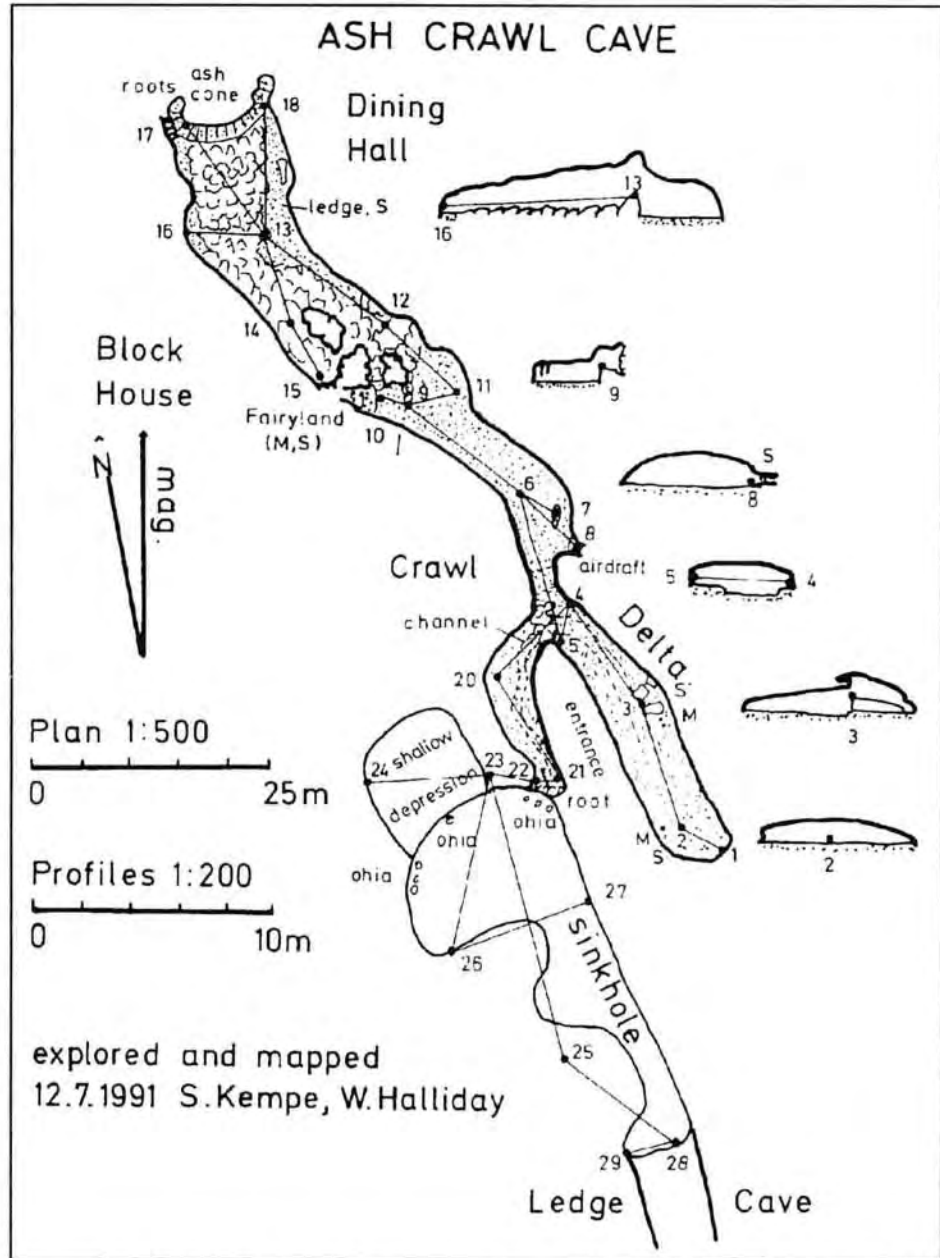 ASH CRAWL CAVE
roots
ash
cone
18
17
Dining
Hall
13
16
ledge, S
16
13
12
14
Block
House
15
11
9
10
9
Fairyland
(M,S)
N
mag.
6
7
8
S
8
airdraft
Crawl
5
4
4
channel
5
Delta
20
S
3
M
3
entrance
Plan 1:500
0 25m
24
shallow
depression
23
22
21
root
ohia
ohia
ohia
M
S
2
1
2
Profiles 1:200
0 10m
27
26
sinkhole
25
explored and mapped
12.7.1991 S.Kempe, W.Halliday
29
28
Ledge Cave